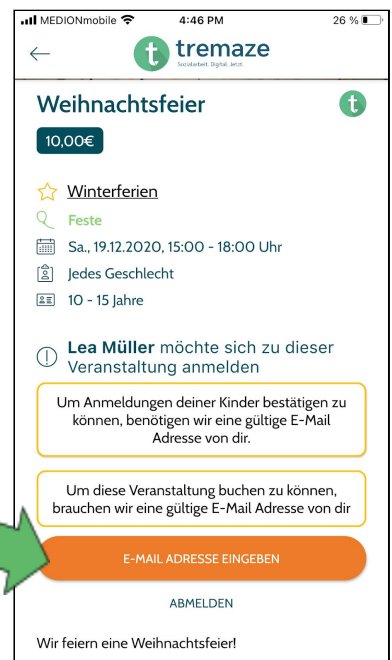 MEDIONmobile 4:46 PM 26 %
t tremaze
Sozialarbeit. Digital. Jetzt.
Weihnachtsfeier t
10,00€
Winterferien
Feste
Sa., 19.12.2020, 15:00 - 18:00 Uhr
Jedes Geschlecht
10 - 15 Jahre
Lea Müller möchte sich zu dieser
Veranstaltung anmelden
Um Anmeldungen deiner Kinder bestätigen zu
können, benötigen wir eine gültige E-Mail
Adresse von dir.
Um diese Veranstaltung buchen zu können,
brauchen wir eine gültige E-Mail Adresse von dir
E-MAIL ADRESSE EINGEBEN
ABMELDEN
Wir feiern eine Weihnachtsfeier!